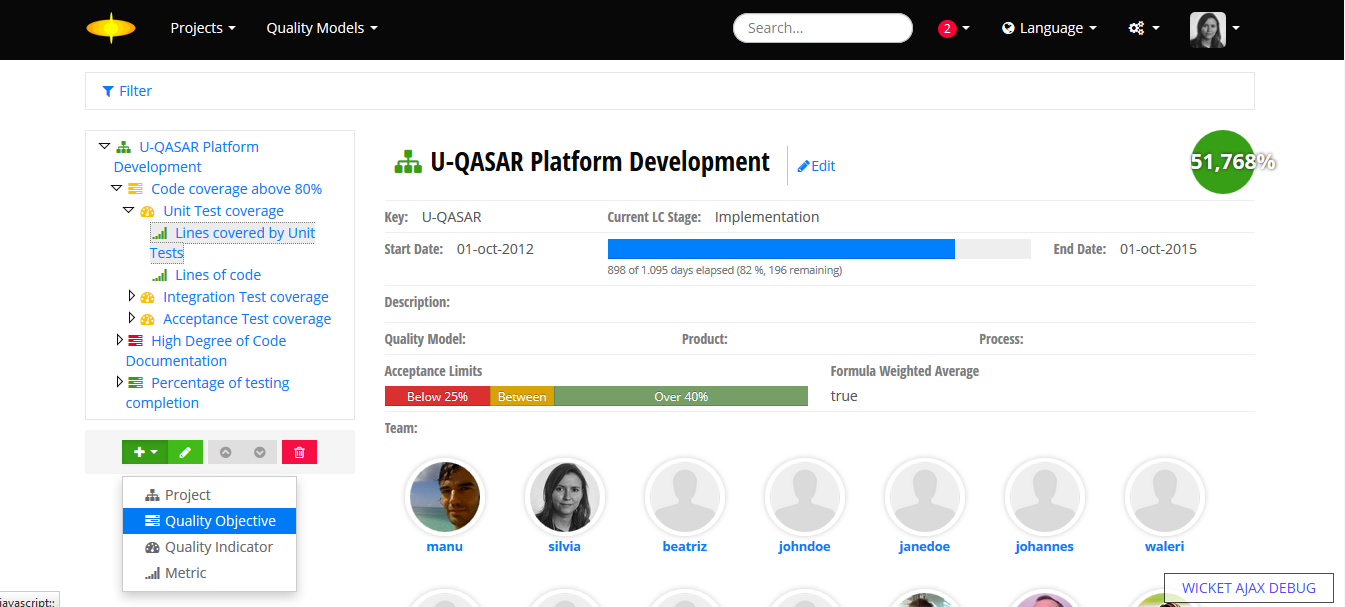 Projects
Quality Models
Search...
2
Language
Filter
U-QASAR Platform
Development
Code coverage above 80%
Unit Test coverage
Lines covered by Unit
Tests
Lines of code
Integration Test coverage
Acceptance Test coverage
High Degree of Code
Documentation
Percentage of testing
completion
Project
Quality Objective
Quality Indicator
Metric
U-QASAR Platform Development
Edit
51,768%
Key: U-QASAR
Current LC Stage: Implementation
Start Date: 01-oct-2012
898 of 1.095 days elapsed (82 %, 196 remaining)
End Date: 01-oct-2015
Description:
Quality Model:
Product:
Process:
Acceptance Limits
Below 25%
Between
Over 40%
Formula Weighted Average
true
Team:
manu
silvia
beatriz
johndoe
janedoe
johannes
waleri
WICKET AJAX DEBUG
javascript:;